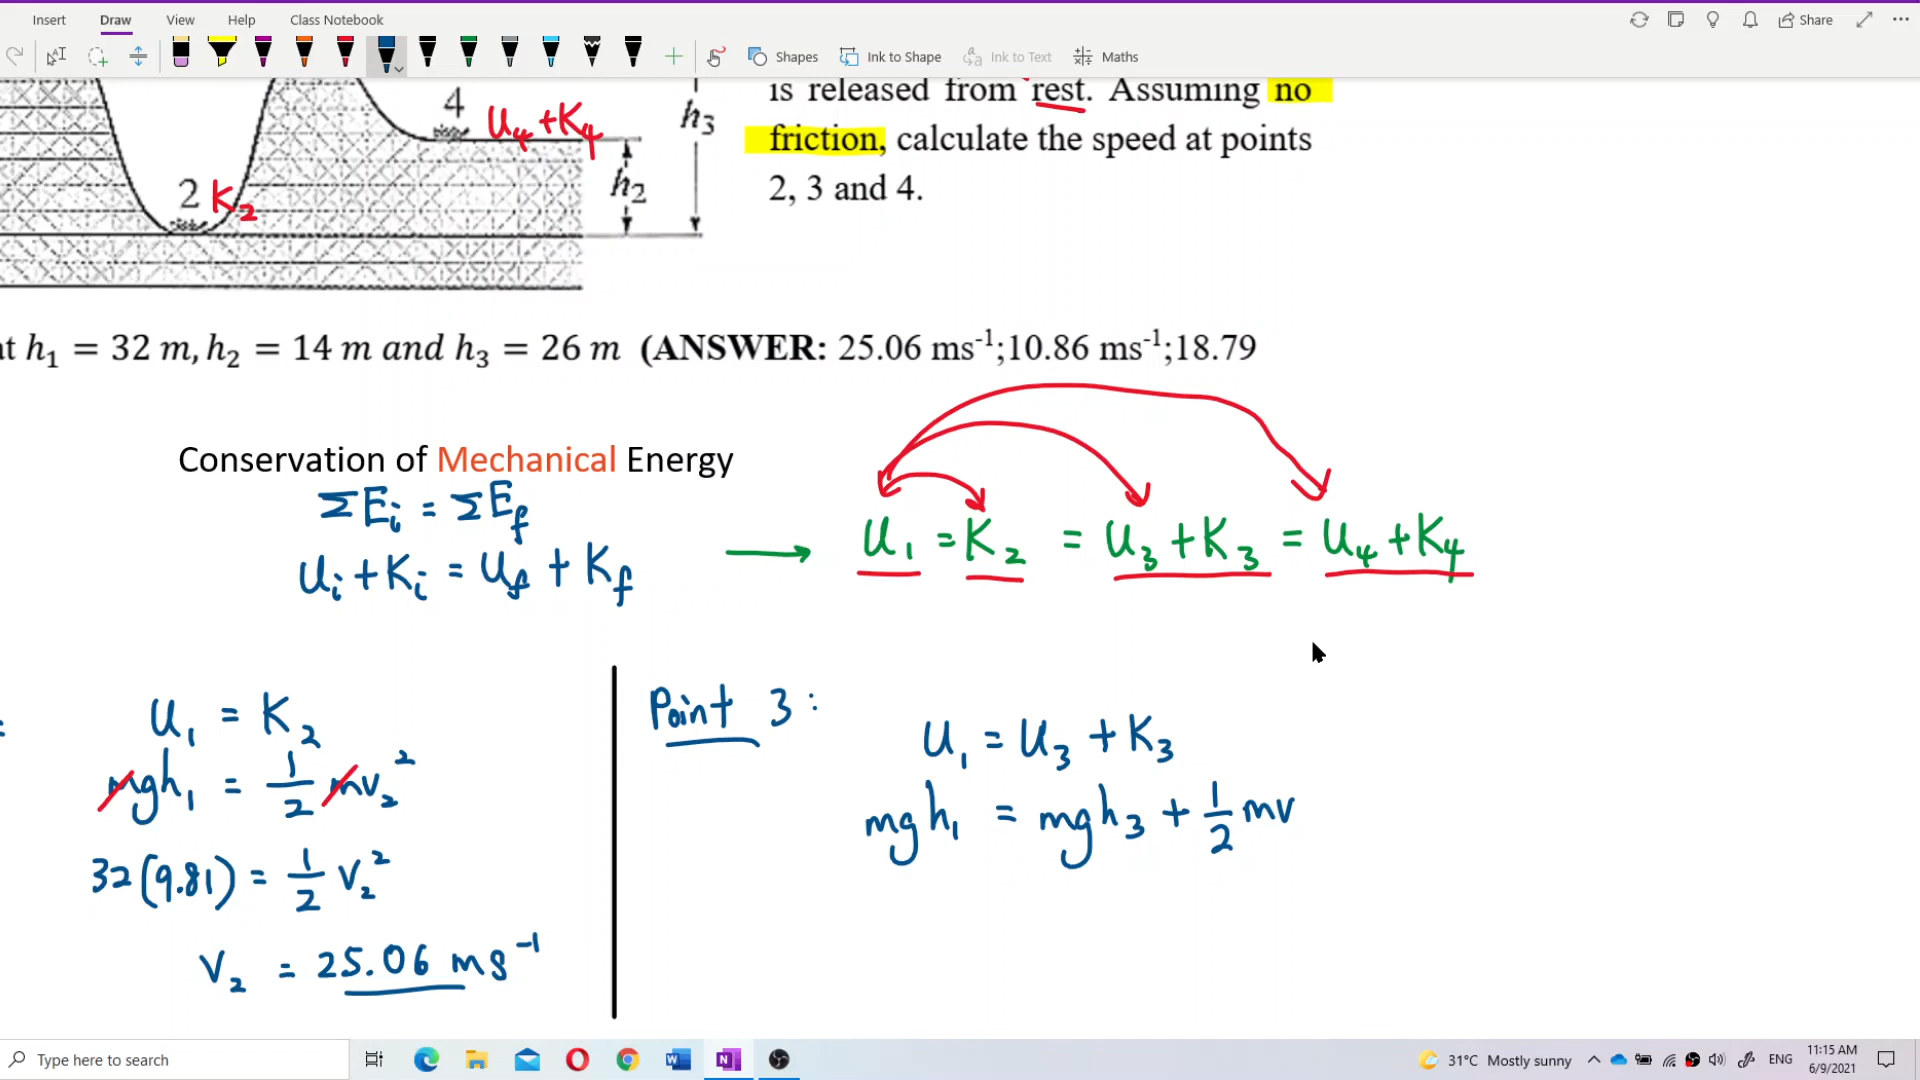 Insert Draw View Help Class Notebook Share
Shapes Ink to Shape Ink to Text Maths
4 U₄ + K₄ h₃
2 K₂ h₂
is released from rest. Assuming no
friction, calculate the speed at points
2, 3 and 4.
at h₁ = 32 m, h₂ = 14 m and h₃ = 26 m (ANSWER: 25.06 ms⁻¹;10.86 ms⁻¹;18.79
Conservation of Mechanical Energy
ΣEᵢ = ΣE_f
Uᵢ + Kᵢ = U_f + K_f
U₁ = K₂ = U₃ + K₃ = U₄ + K₄
:
U₁ = K₂
mgh₁ = 1/2 mv₂²
32(9.81) = 1/2 v₂²
v₂ = 25.06 ms⁻¹
Point 3:
U₁ = U₃ + K₃
mgh₁ = mgh₃ + 1/2 mv
Type here to search
31°C Mostly sunny ENG 11:15 AM
6/9/2021